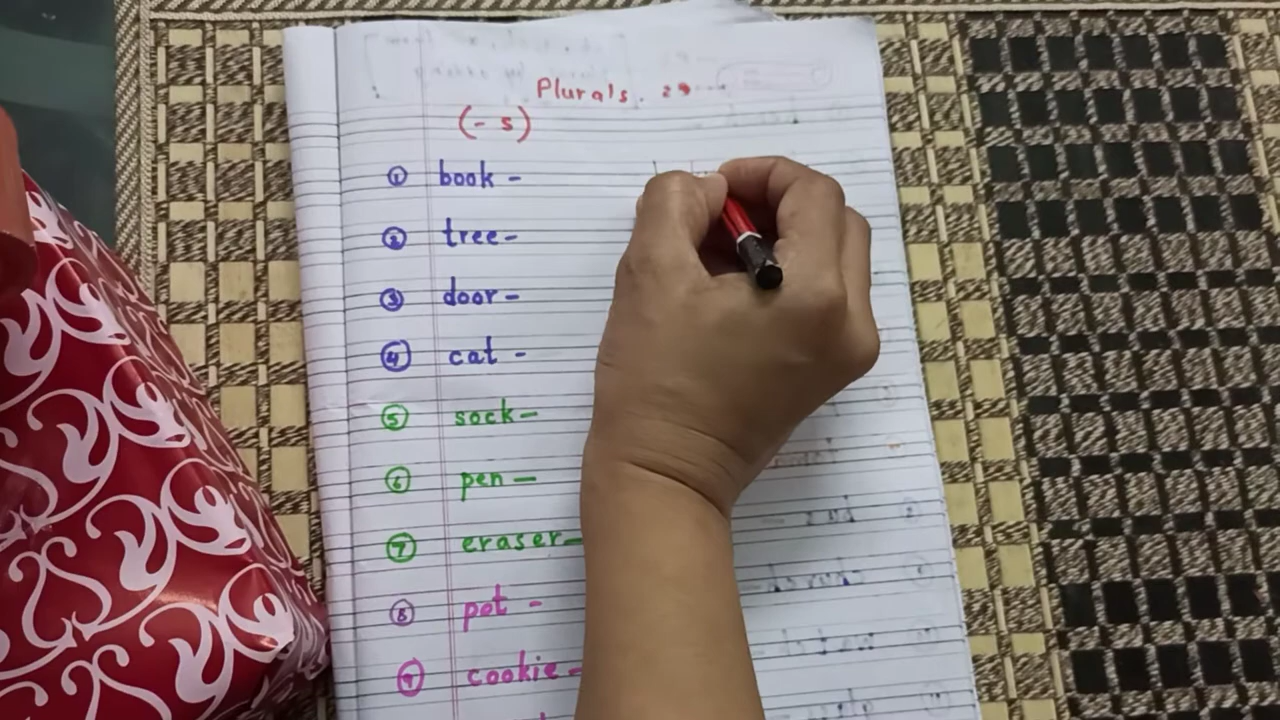 Plurals.
(- s)
① book -
② tree-
③ door-
④ cat -
⑤ sock-
⑥ pen -
⑦ eraser-
⑧ pot -
⑨ cookie-